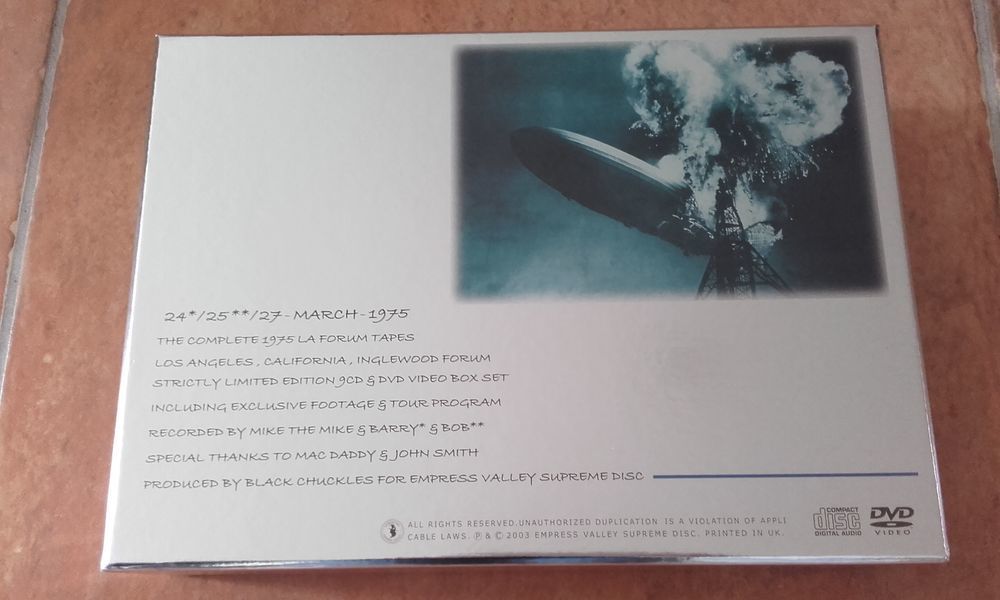 24*/25**/27-MARCH-1975
THE COMPLETE 1975 LA FORUM TAPES
LOS ANGELES, CALIFORNIA, INGLEWOOD FORUM
STRICTLY LIMITED EDITION 9CD & DVD VIDEO BOX SET
INCLUDING EXCLUSIVE FOOTAGE & TOUR PROGRAM
RECORDED BY MIKE THE MIKE & BARRY* & BOB**
SPECIAL THANKS TO MAC DADDY & JOHN SMITH
PRODUCED BY BLACK CHUCKLES FOR EMPRESS VALLEY SUPREME DISC
ALL RIGHTS RESERVED.UNAUTHORIZED DUPLICATION IS A VIOLATION OF APPLI
CABLE LAWS. ℗ & © 2003 EMPRESS VALLEY SUPREME DISC. PRINTED IN UK.
COMPACT
disc
DIGITAL AUDIO
DVD
VIDEO